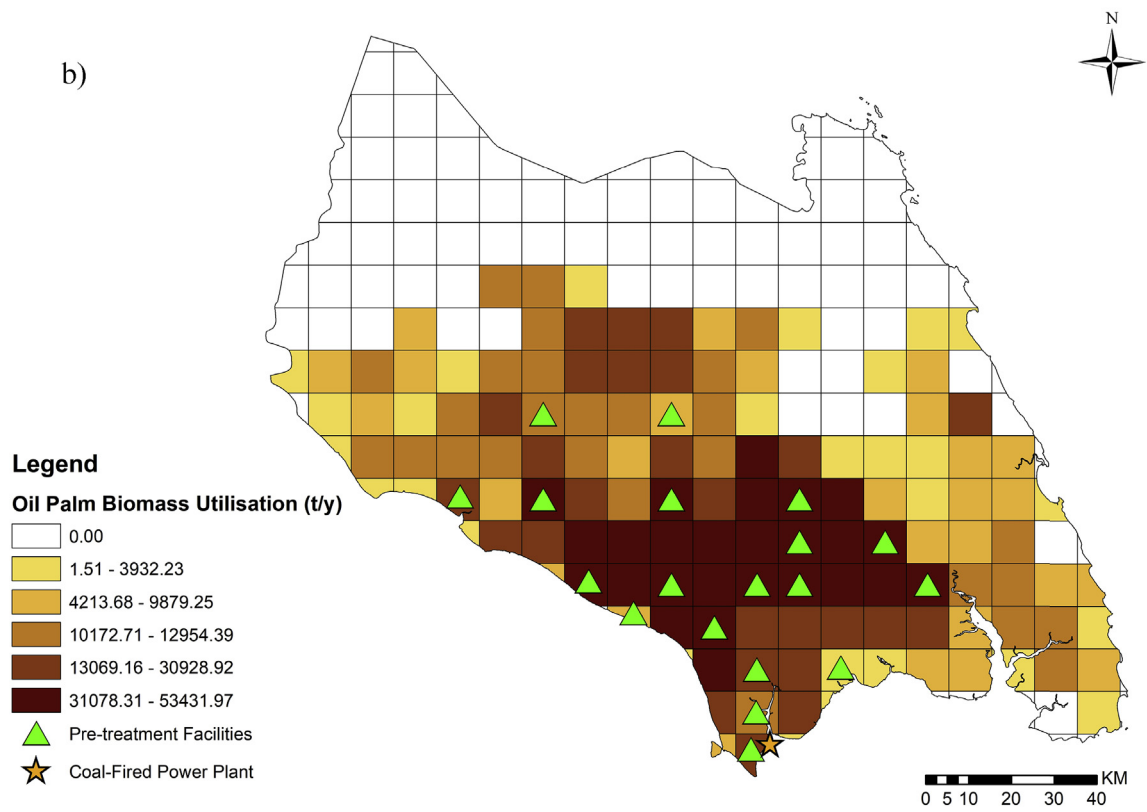 N
b)
Legend
Oil Palm Biomass Utilisation (t/y)
0.00
1.51 - 3932.23
4213.68 - 9879.25
10172.71 - 12954.39
13069.16 - 30928.92
31078.31 - 53431.97
Pre-treatment Facilities
Coal-Fired Power Plant
KM
0 5 10 20 30 40